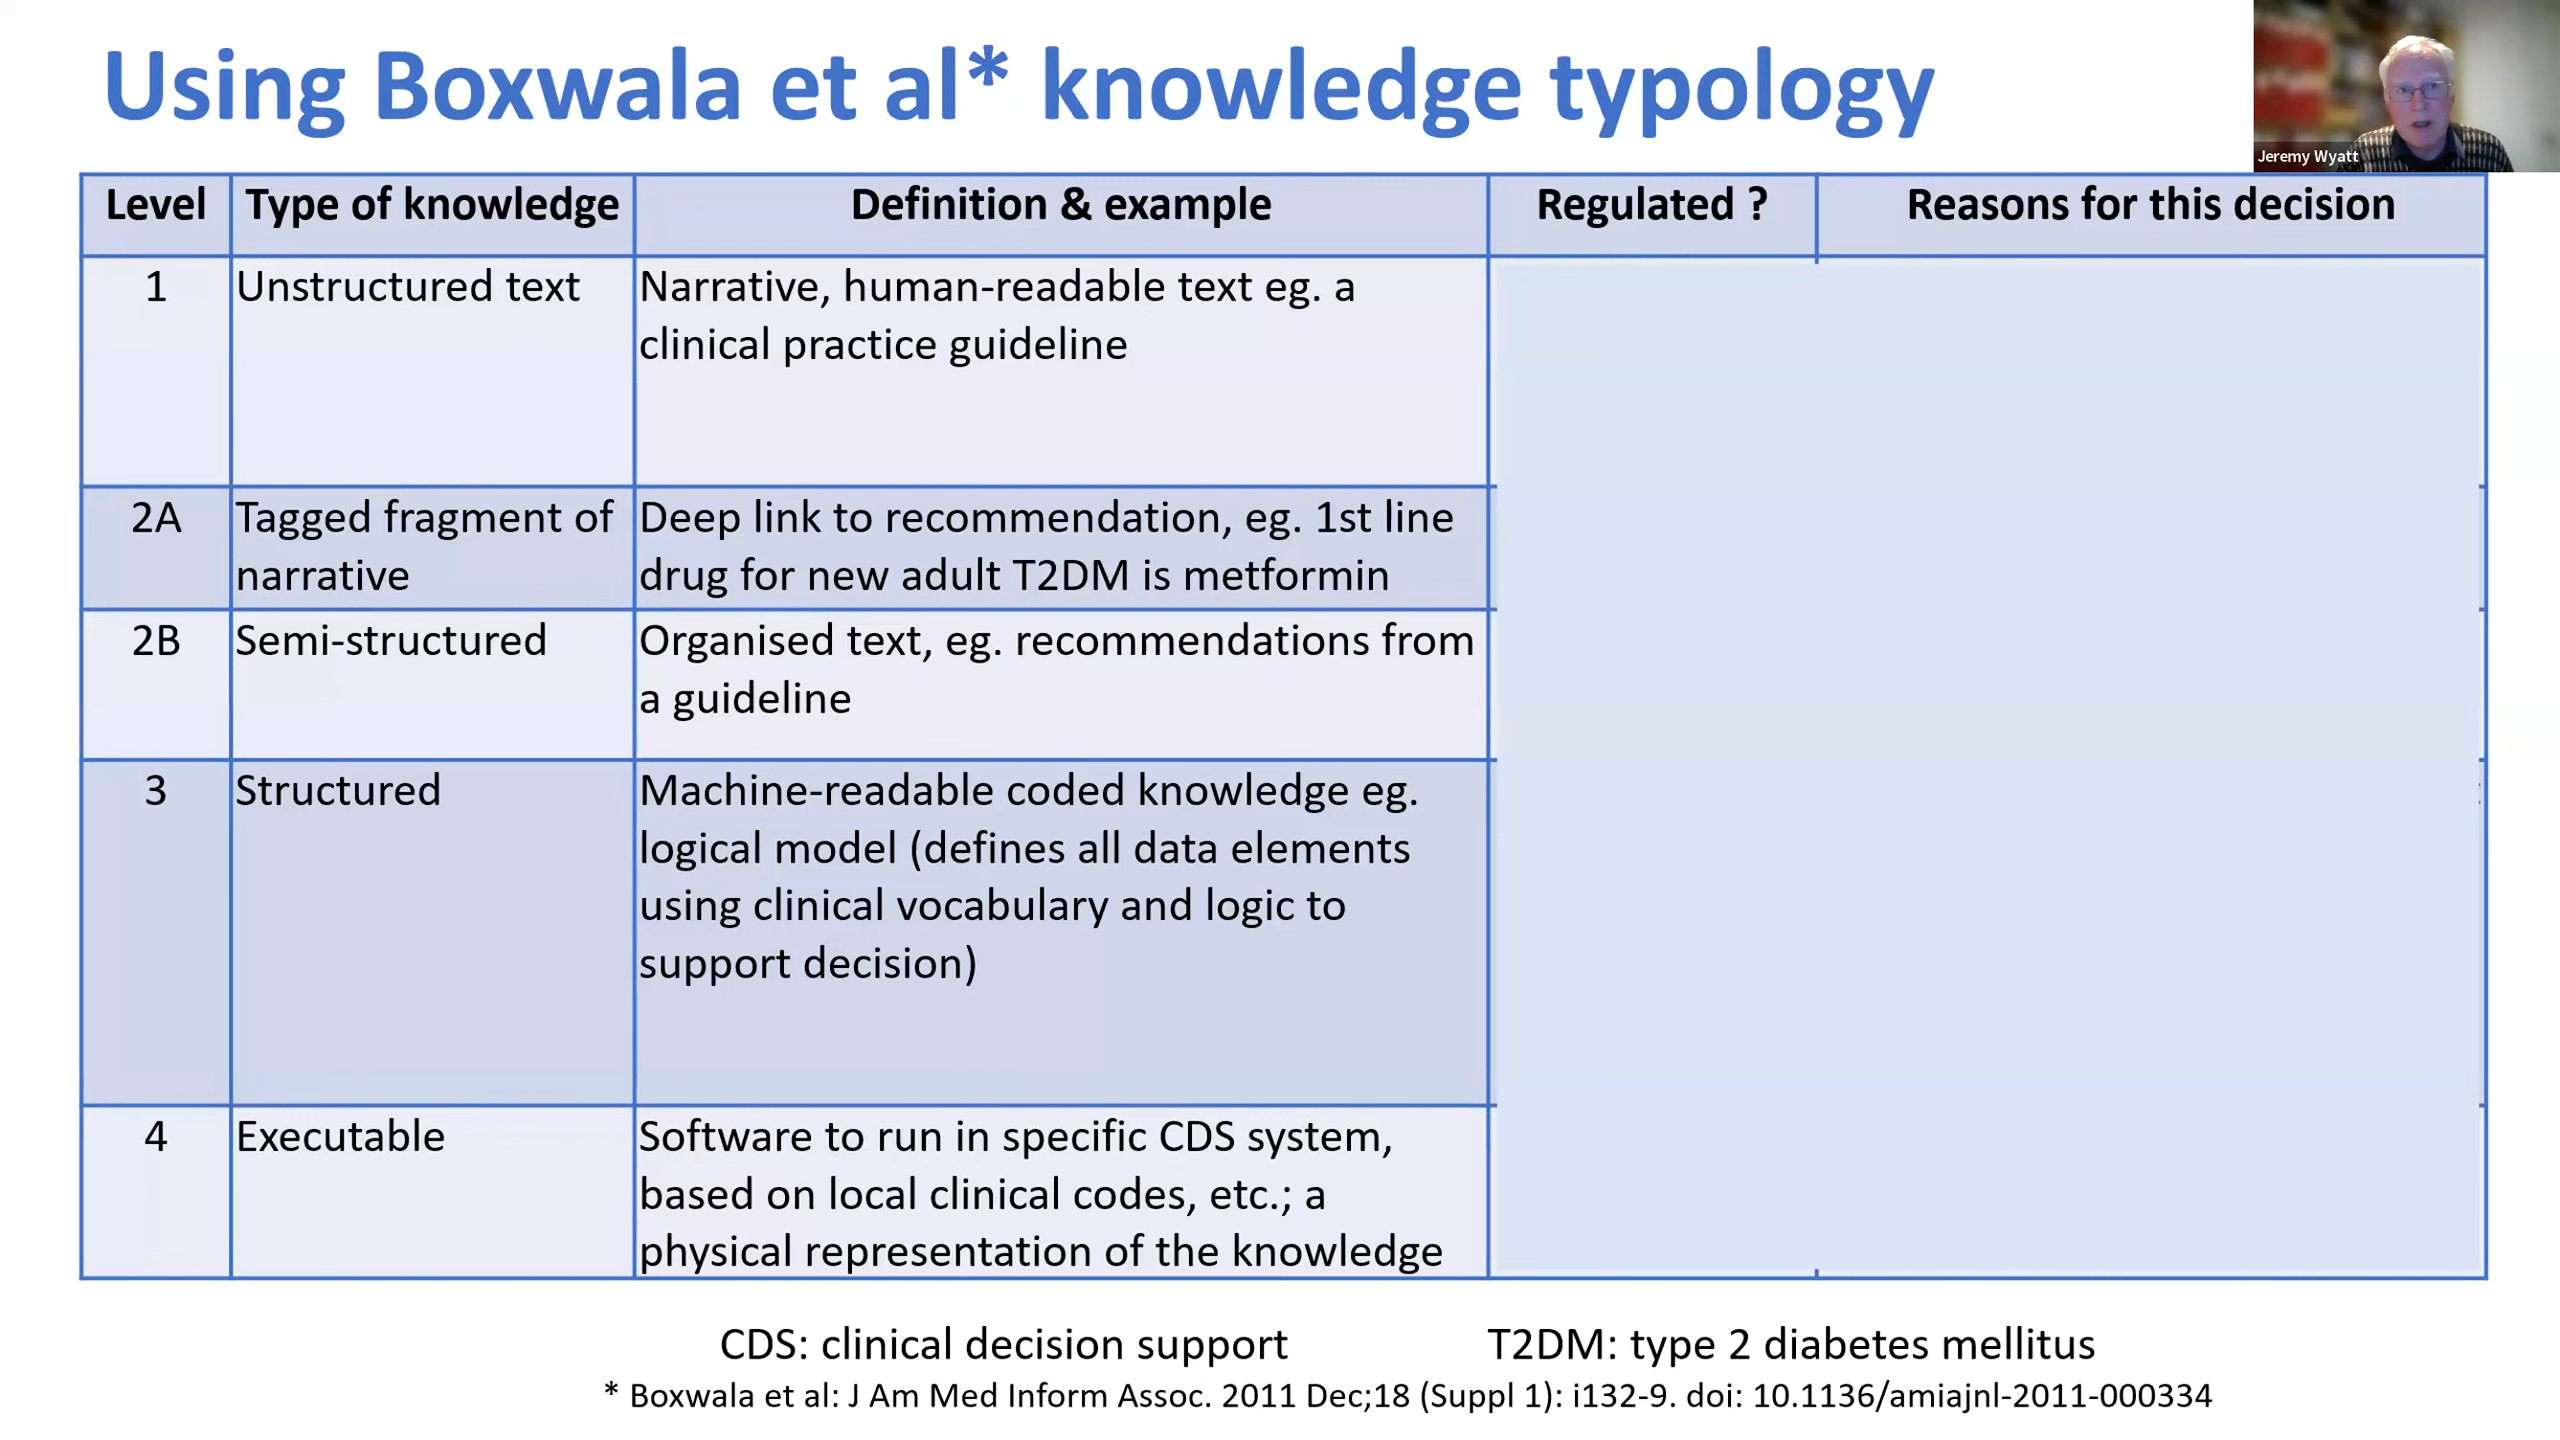 Using Boxwala et al* knowledge typology
Jeremy Wyatt
Level
Type of knowledge
Definition & example
Regulated ?
Reasons for this decision
1
Unstructured text
Narrative, human-readable text eg. a
clinical practice guideline
2A
Tagged fragment of
narrative
Deep link to recommendation, eg. 1st line
drug for new adult T2DM is metformin
2B
Semi-structured
Organised text, eg. recommendations from
a guideline
3
Structured
Machine-readable coded knowledge eg.
logical model (defines all data elements
using clinical vocabulary and logic to
support decision)
4
Executable
Software to run in specific CDS system,
based on local clinical codes, etc.; a
physical representation of the knowledge
CDS: clinical decision support
T2DM: type 2 diabetes mellitus
* Boxwala et al: J Am Med Inform Assoc. 2011 Dec;18 (Suppl 1): i132-9. doi: 10.1136/amiajnl-2011-000334